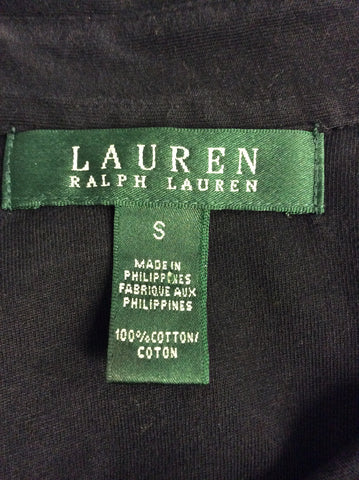 LAUREN
RALPH LAUREN
S
MADE IN
PHILIPPINES
FABRIQUE AUX
PHILIPPINES
100% COTTON/
COTON